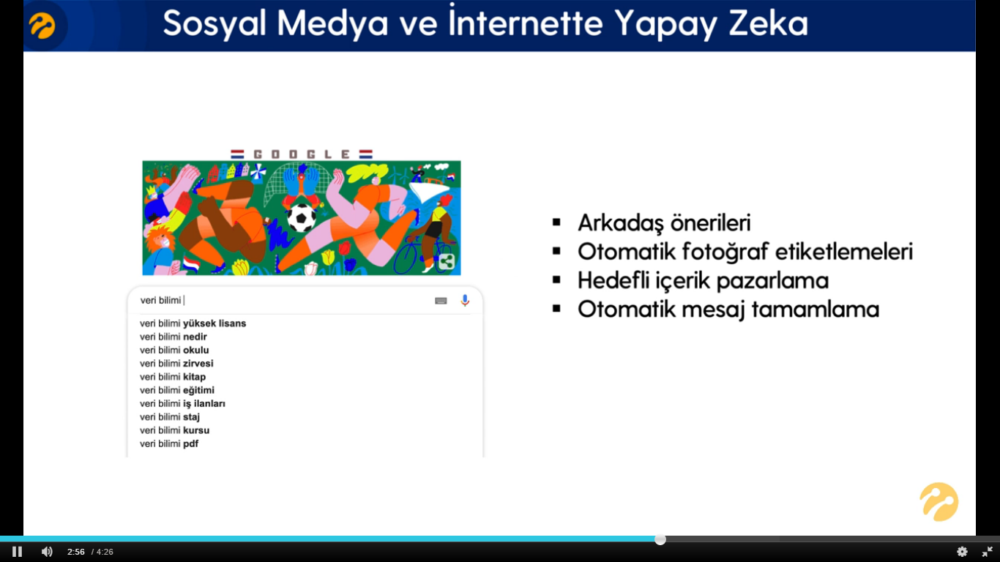 Sosyal Medya ve İnternette Yapay Zeka
GOOGLE
veri bilimi
veri bilimi yüksek lisans
veri bilimi nedir
veri bilimi okulu
veri bilimi zirvesi
veri bilimi kitap
veri bilimi eğitimi
veri bilimi iş ilanları
veri bilimi staj
veri bilimi kursu
veri bilimi pdf
▪ Arkadaş önerileri
▪ Otomatik fotoğraf etiketlemeleri
▪ Hedefli içerik pazarlama
▪ Otomatik mesaj tamamlama
2:56 / 4:26